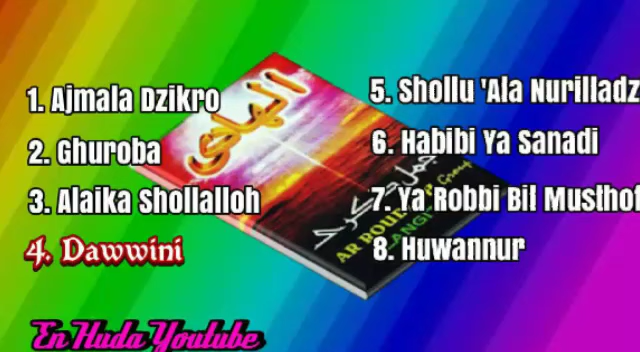 1. Ajmala Dzikro
2. Ghuroba
3. Alaika Shollalloh
4. Dawwini
5. Shollu 'Ala Nurilladz
6. Habibi Ya Sanadi
7. Ya Robbi Bil Musthof
8. Huwannur
الهادى
En Huda Youtube